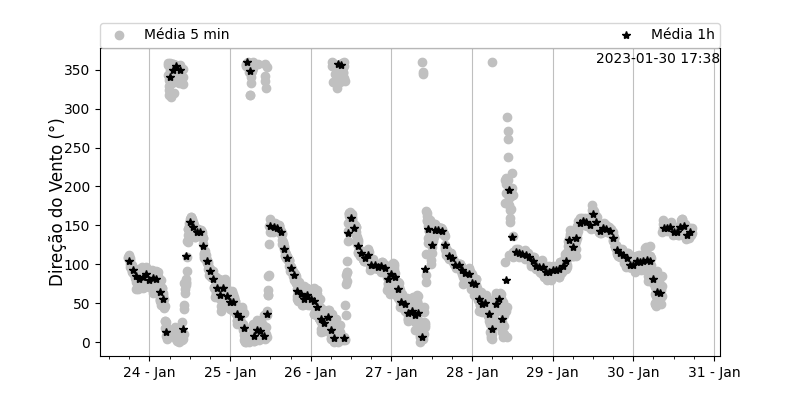 Média 5 min
Média 1h
2023-01-30 17:38
Direção do Vento (°)
350
300
250
200
150
100
50
0
24 - Jan
25 - Jan
26 - Jan
27 - Jan
28 - Jan
29 - Jan
30 - Jan
31 - Jan